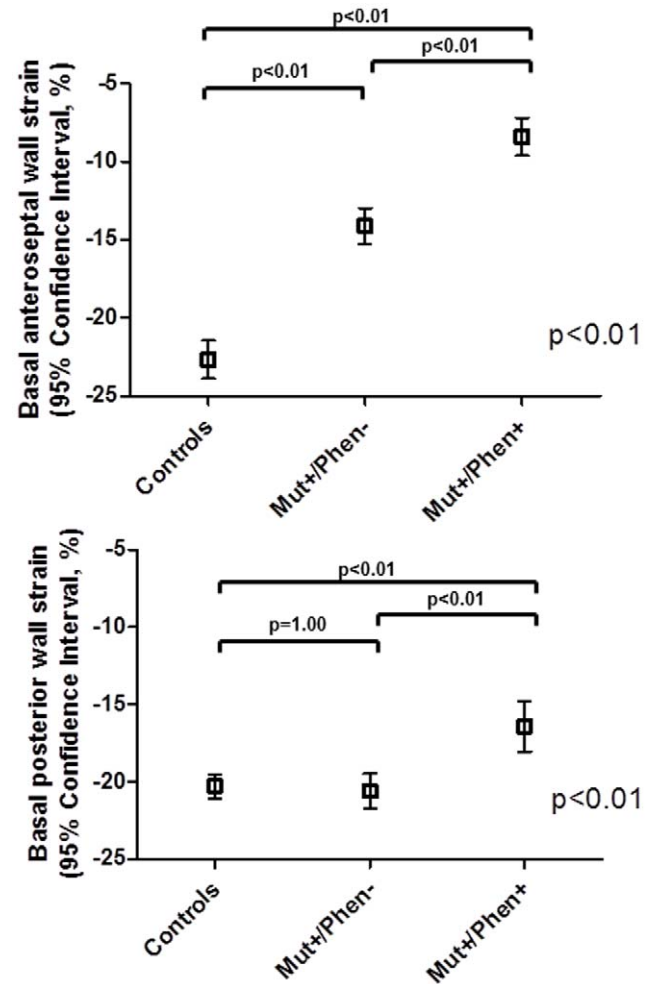 p<0.01
p<0.01
p<0.01
Basal anteroseptal wall strain
(95% Confidence Interval, %)
-5
-10
-15
-20
-25
p<0.01
Controls
Mut+/Phen-
Mut+/Phen+
Basal posterior wall strain
(95% Confidence Interval, %)
-5
-10
-15
-20
-25
p<0.01
p<0.01
p=1.00
p<0.01
Controls
Mut+/Phen-
Mut+/Phen+